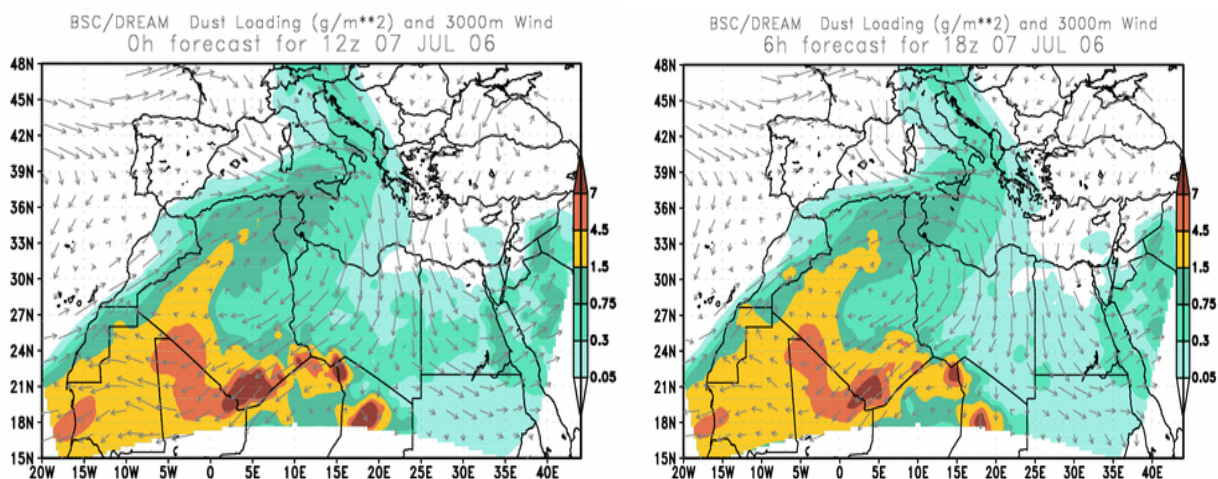 BSC/DREAM Dust Loading (g/m**2) and 3000m Wind
0h forecast for 12z 07 JUL 06
48N
45N
42N
39N
36N
33N
30N
27N
24N
21N
18N
15N
20W 15W 10W 5W 0 5E 10E 15E 20E 25E 30E 35E 40E
7
4.5
1.5
0.75
0.3
0.05
BSC/DREAM Dust Loading (g/m**2) and 3000m Wind
6h forecast for 18z 07 JUL 06
48N
45N
42N
39N
36N
33N
30N
27N
24N
21N
18N
15N
20W 15W 10W 5W 0 5E 10E 15E 20E 25E 30E 35E 40E
7
4.5
1.5
0.75
0.3
0.05